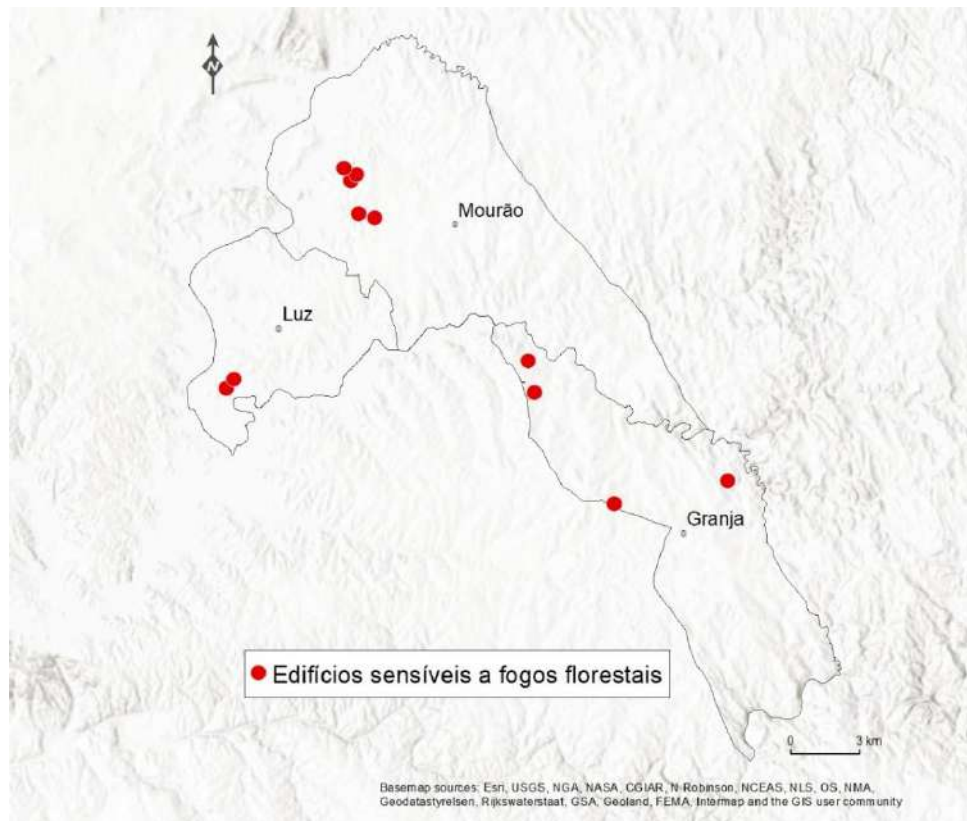 N
Mourão
Luz
Granja
Edifícios sensíveis a fogos florestais
0 3 km
Basemap sources: Esri, USGS, NGA, NASA, CGIAR, N Robinson, NCEAS, NLS, OS, NMA,
Geodatastyrelsen, Rijkswaterstaat, GSA, Geoland, FEMA, Intermap and the GIS user community